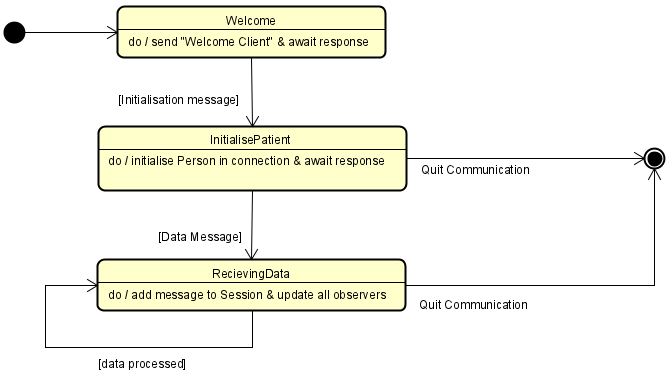 Welcome
do / send "Welcome Client" & await response
[Initialisation message]
InitialisePatient
do / initialise Person in connection & await response
Quit Communication
[Data Message]
RecievingData
do / add message to Session & update all observers
Quit Communication
[data processed]